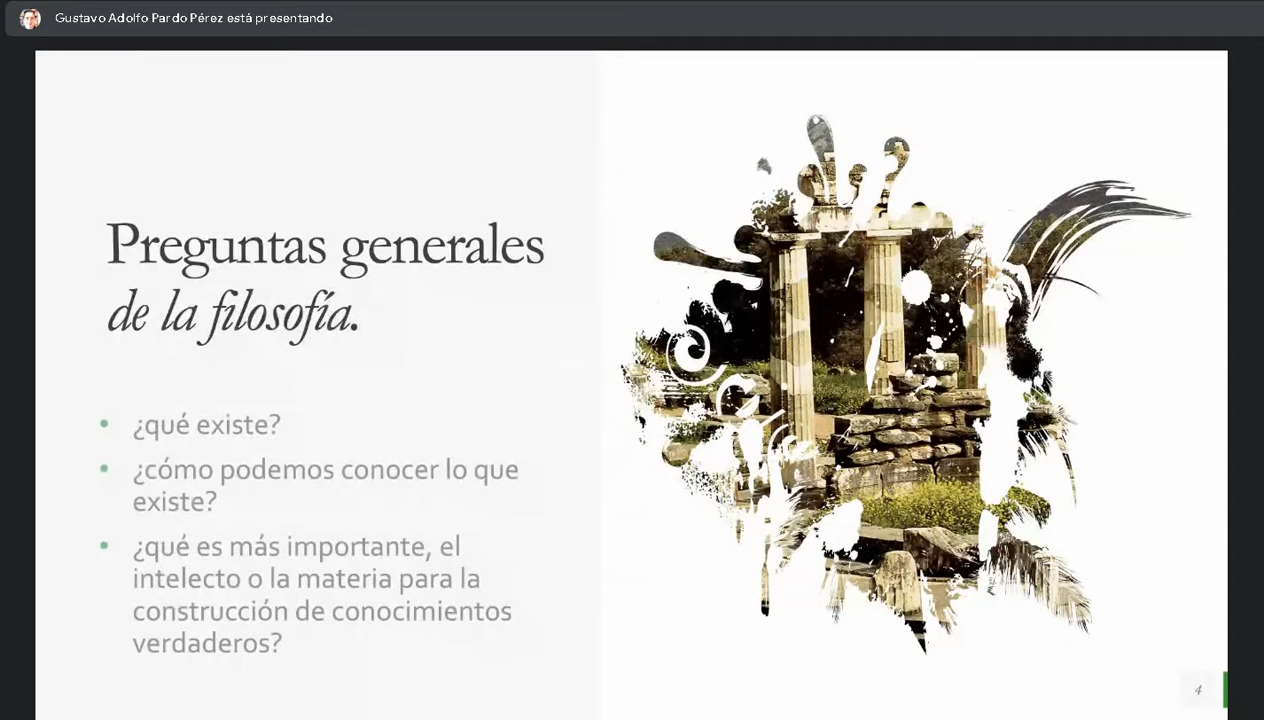 Gustavo Adolfo Pardo Pérez está presentando
Preguntas generales
de la filosofía.
• ¿qué existe?
• ¿cómo podemos conocer lo que
existe?
• ¿qué es más importante, el
intelecto o la materia para la
construcción de conocimientos
verdaderos?
4